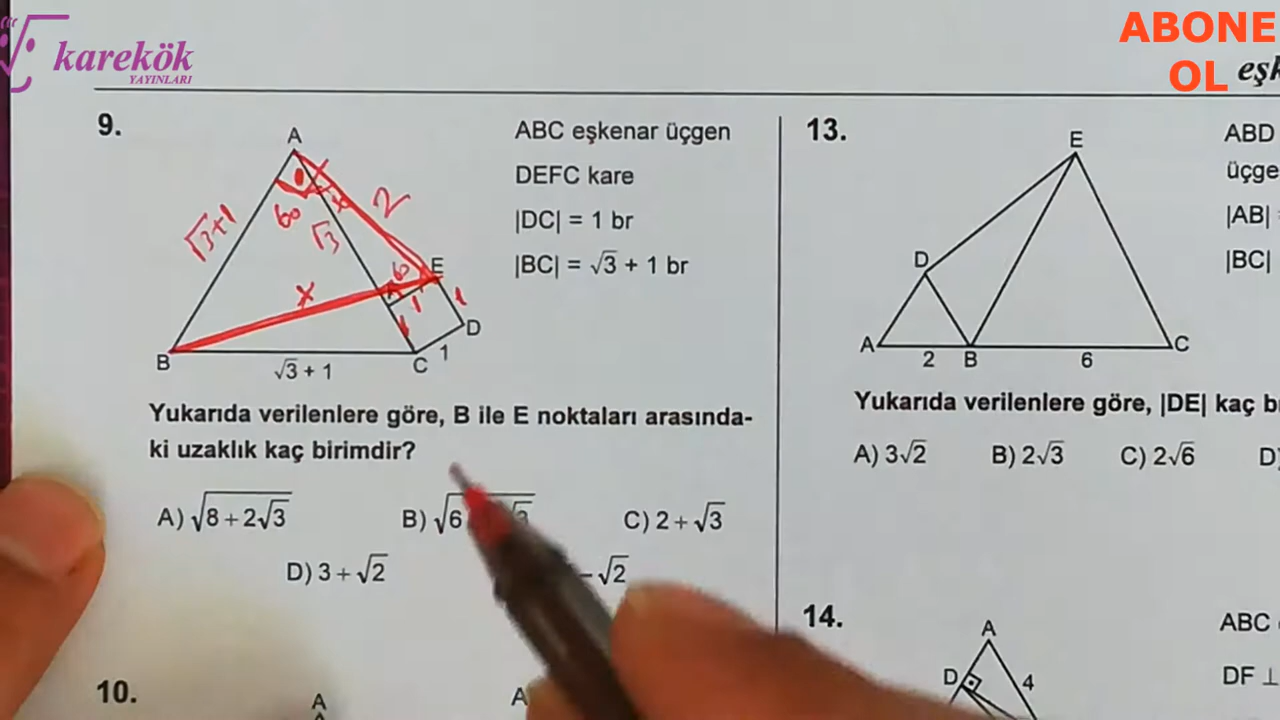 karekök
YAYINLARI
ABONE
OL
eşk
9.
ABC eşkenar üçgen
DEFC kare
|DC| = 1 br
|BC| = √3 + 1 br
A
√3+1
60
√3
2
E
x
1
1
D
B
√3 + 1
C
1
Yukarıda verilenlere göre, B ile E noktaları arasında-
ki uzaklık kaç birimdir?
A) √8 + 2√3
B) √6
C) 2 + √3
D) 3 + √2
√2
10.
A
A
13.
ABD
üçge
|AB|
|BC|
E
D
A
2
B
6
C
Yukarıda verilenlere göre, |DE| kaç b
A) 3√2
B) 2√3
C) 2√6
D)
14.
ABC
DF ⊥
A
D
4